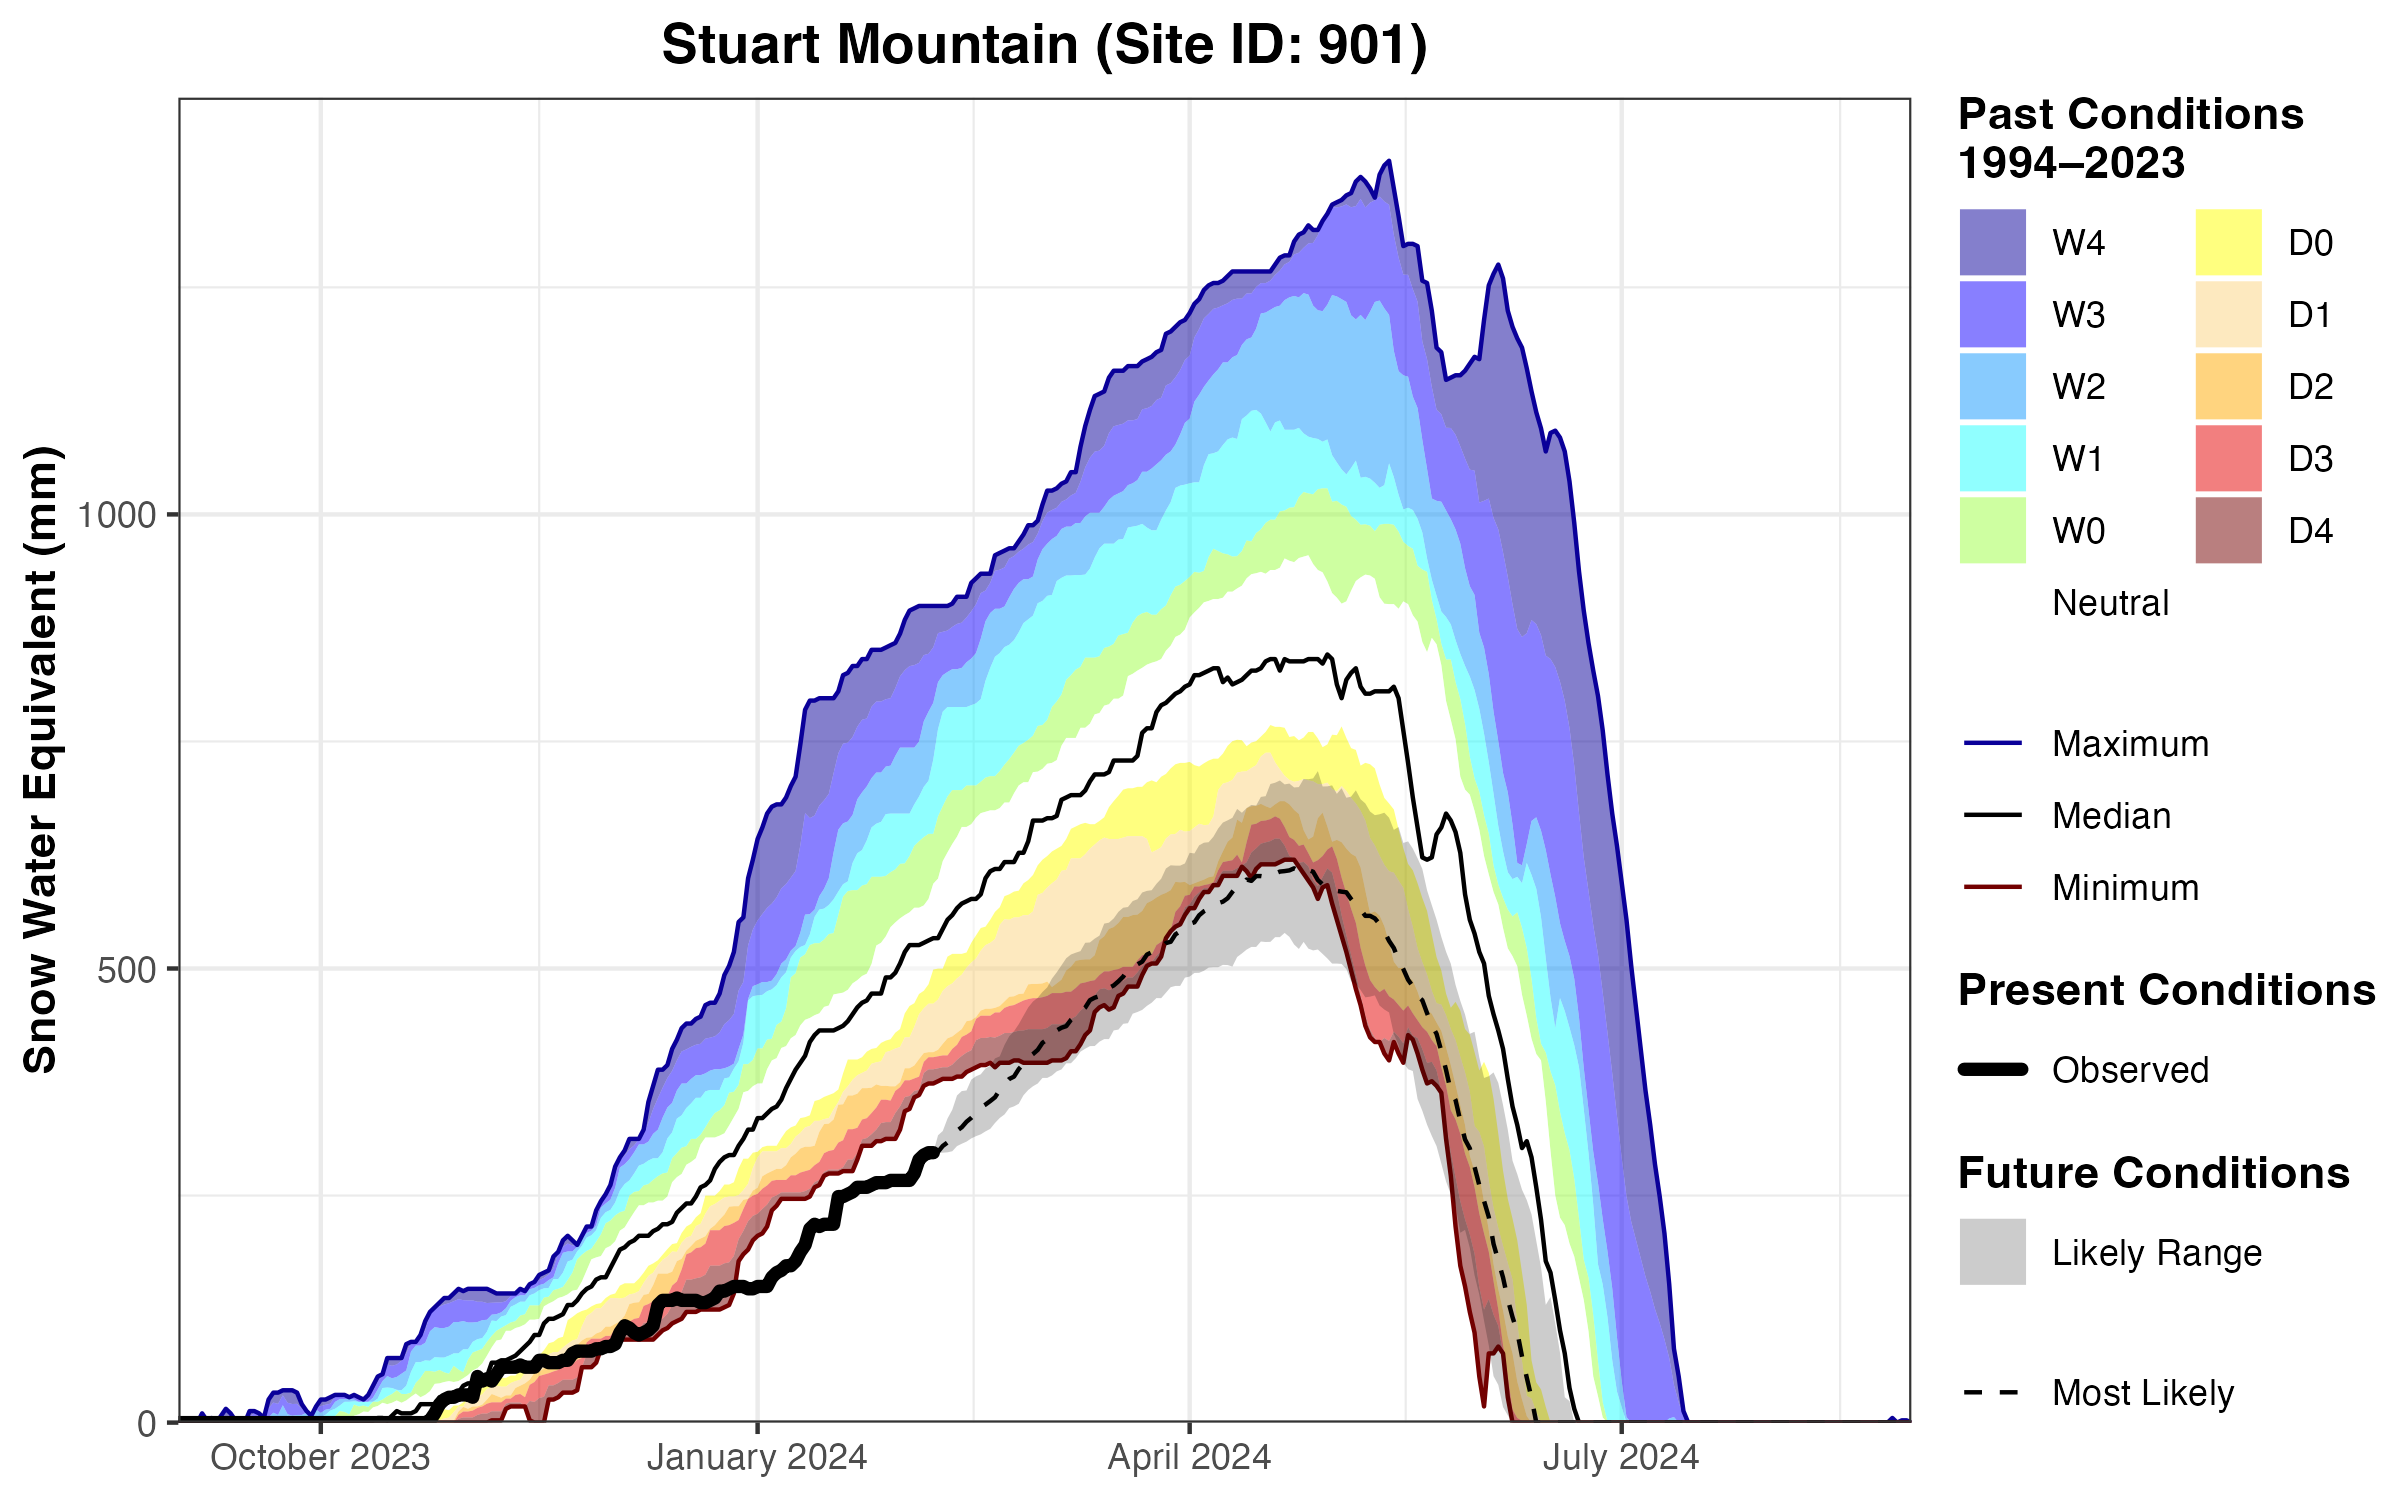 Stuart Mountain (Site ID: 901)
Snow Water Equivalent (mm)
1000
500
0
October 2023
January 2024
April 2024
July 2024
Past Conditions
1994–2023
W4
D0
W3
D1
W2
D2
W1
D3
W0
D4
Neutral
Maximum
Median
Minimum
Present Conditions
Observed
Future Conditions
Likely Range
Most Likely